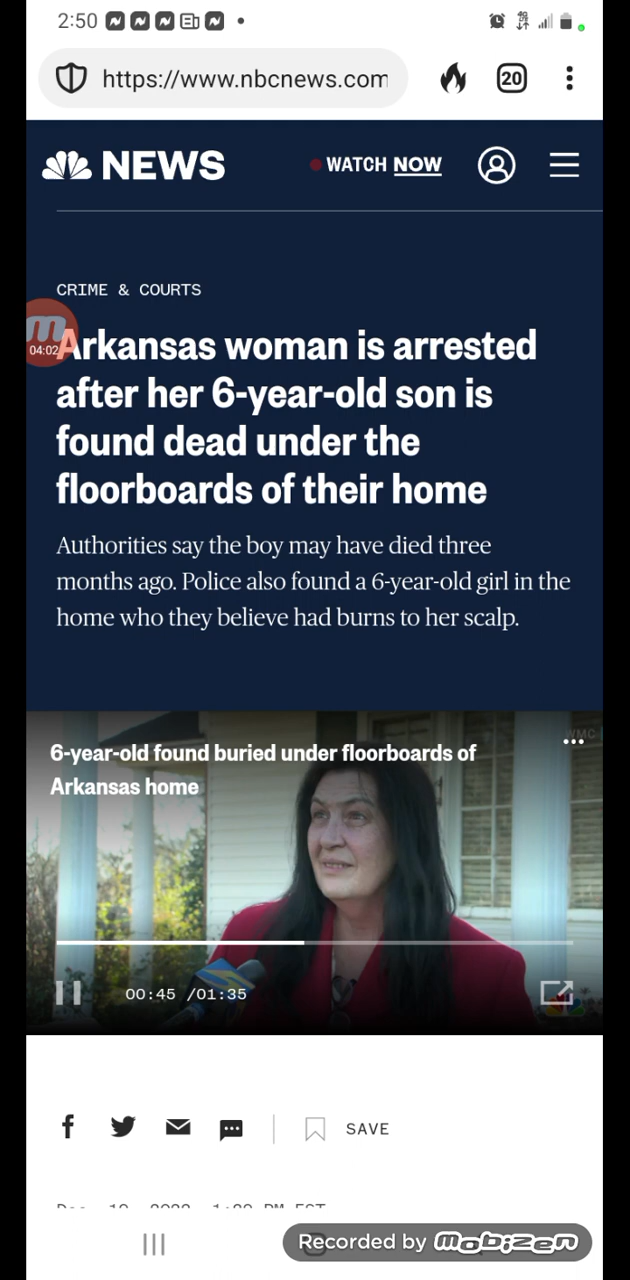 2:50
https://www.nbcnews.com
20
NEWS
WATCH NOW
CRIME & COURTS
04:02
Arkansas woman is arrested
after her 6-year-old son is
found dead under the
floorboards of their home
Authorities say the boy may have died three
months ago. Police also found a 6-year-old girl in the
home who they believe had burns to her scalp.
WMC
6-year-old found buried under floorboards of
Arkansas home
00:45 /01:35
SAVE
Recorded by mobizen